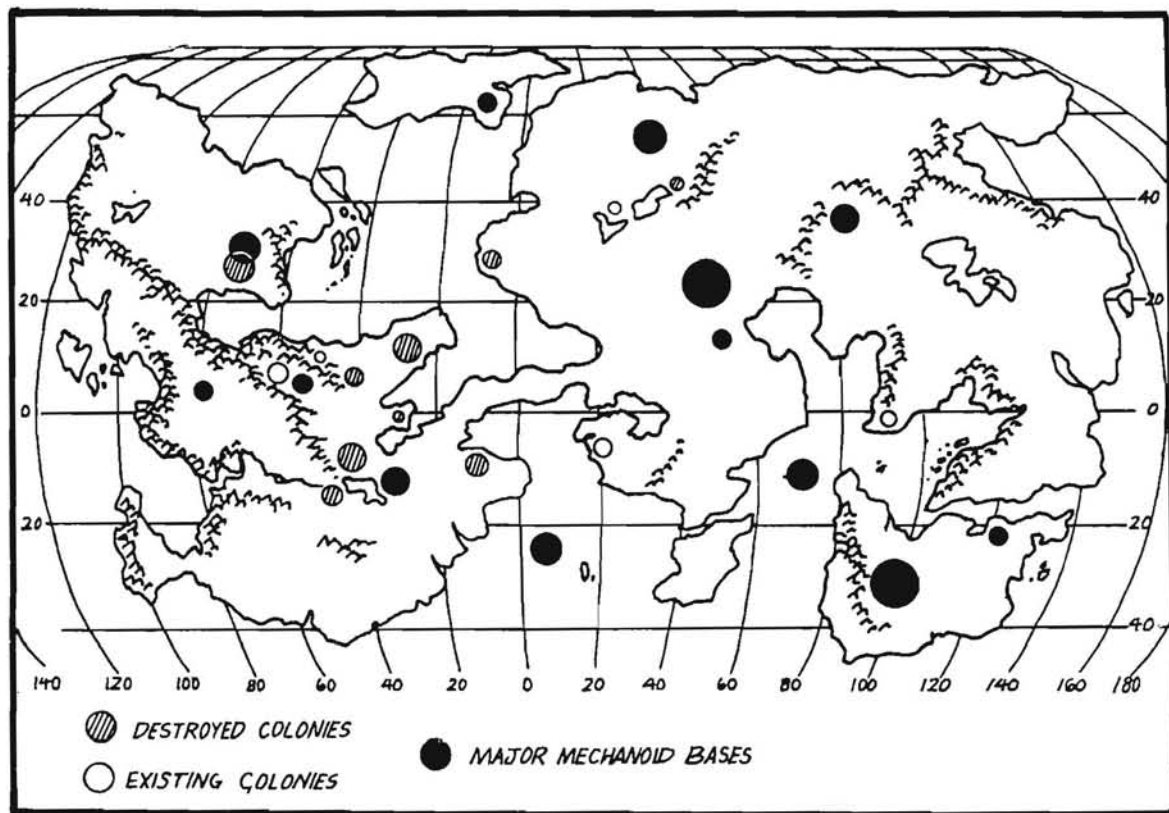 40 40
20 20
0 0
20 20
40 40
140 120 100 80 60 40 20 0 20 40 60 80 100 120 140 160 180
DESTROYED COLONIES
EXISTING COLONIES
MAJOR MECHANOID BASES